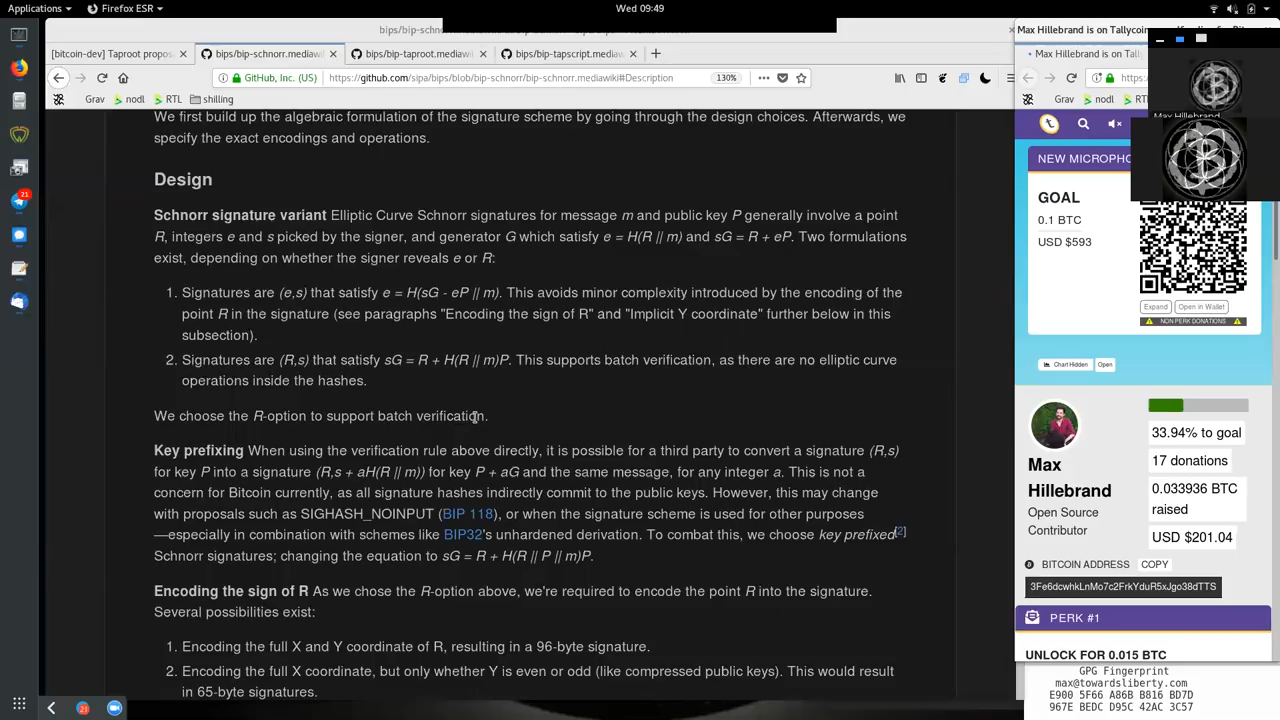 Applications
Firefox ESR
Wed 09:49
bips/bip-schnorr
Max Hillebrand is on Tallycoin
[bitcoin-dev] Taproot propos
bips/bip-schnorr.mediawiki
bips/bip-taproot.mediawi
bips/bip-tapscript.mediaw
Max Hillebrand is on Tall
GitHub, Inc. (US)
https://github.com/sipa/bips/blob/bip-schnorr/bip-schnorr.mediawiki#Description
130%
https:
Grav
nodl
RTL
shilling
Grav
nodl
RTL
Max Hillebrand
We first build up the algebraic formulation of the signature scheme by going through the design choices. Afterwards, we
specify the exact encodings and operations.
Design
Schnorr signature variant Elliptic Curve Schnorr signatures for message m and public key P generally involve a point
R, integers e and s picked by the signer, and generator G which satisfy e = H(R || m) and sG = R + eP. Two formulations
exist, depending on whether the signer reveals e or R:
1. Signatures are (e,s) that satisfy e = H(sG - eP || m). This avoids minor complexity introduced by the encoding of the
point R in the signature (see paragraphs "Encoding the sign of R" and "Implicit Y coordinate" further below in this
subsection).
2. Signatures are (R,s) that satisfy sG = R + H(R || m)P. This supports batch verification, as there are no elliptic curve
operations inside the hashes.
We choose the R-option to support batch verification.
Key prefixing When using the verification rule above directly, it is possible for a third party to convert a signature (R,s)
for key P into a signature (R,s + aH(R || m)) for key P + aG and the same message, for any integer a. This is not a
concern for Bitcoin currently, as all signature hashes indirectly commit to the public keys. However, this may change
with proposals such as SIGHASH_NOINPUT (BIP 118), or when the signature scheme is used for other purposes
—especially in combination with schemes like BIP32's unhardened derivation. To combat this, we choose key prefixed[2]
Schnorr signatures; changing the equation to sG = R + H(R || P || m)P.
Encoding the sign of R As we chose the R-option above, we're required to encode the point R into the signature.
Several possibilities exist:
1. Encoding the full X and Y coordinate of R, resulting in a 96-byte signature.
2. Encoding the full X coordinate, but only whether Y is even or odd (like compressed public keys). This would result
in 65-byte signatures.
NEW MICROPHO
GOAL
0.1 BTC
USD $593
Expand
Open in Wallet
NON PERK DONATIONS
Chart Hidden
Open
33.94% to goal
17 donations
Max
Hillebrand
Open Source
Contributor
0.033936 BTC
raised
USD $201.04
BITCOIN ADDRESS COPY
3Fe6dcwhkLnMo7c2FrkYduR5xJgo38dTTS
PERK #1
UNLOCK FOR 0.015 BTC
GPG Fingerprint
max@towardsliberty.com
E900 5F66 A86B B816 BD7D
967E BEDC D95C 42AC 3C57
21
21